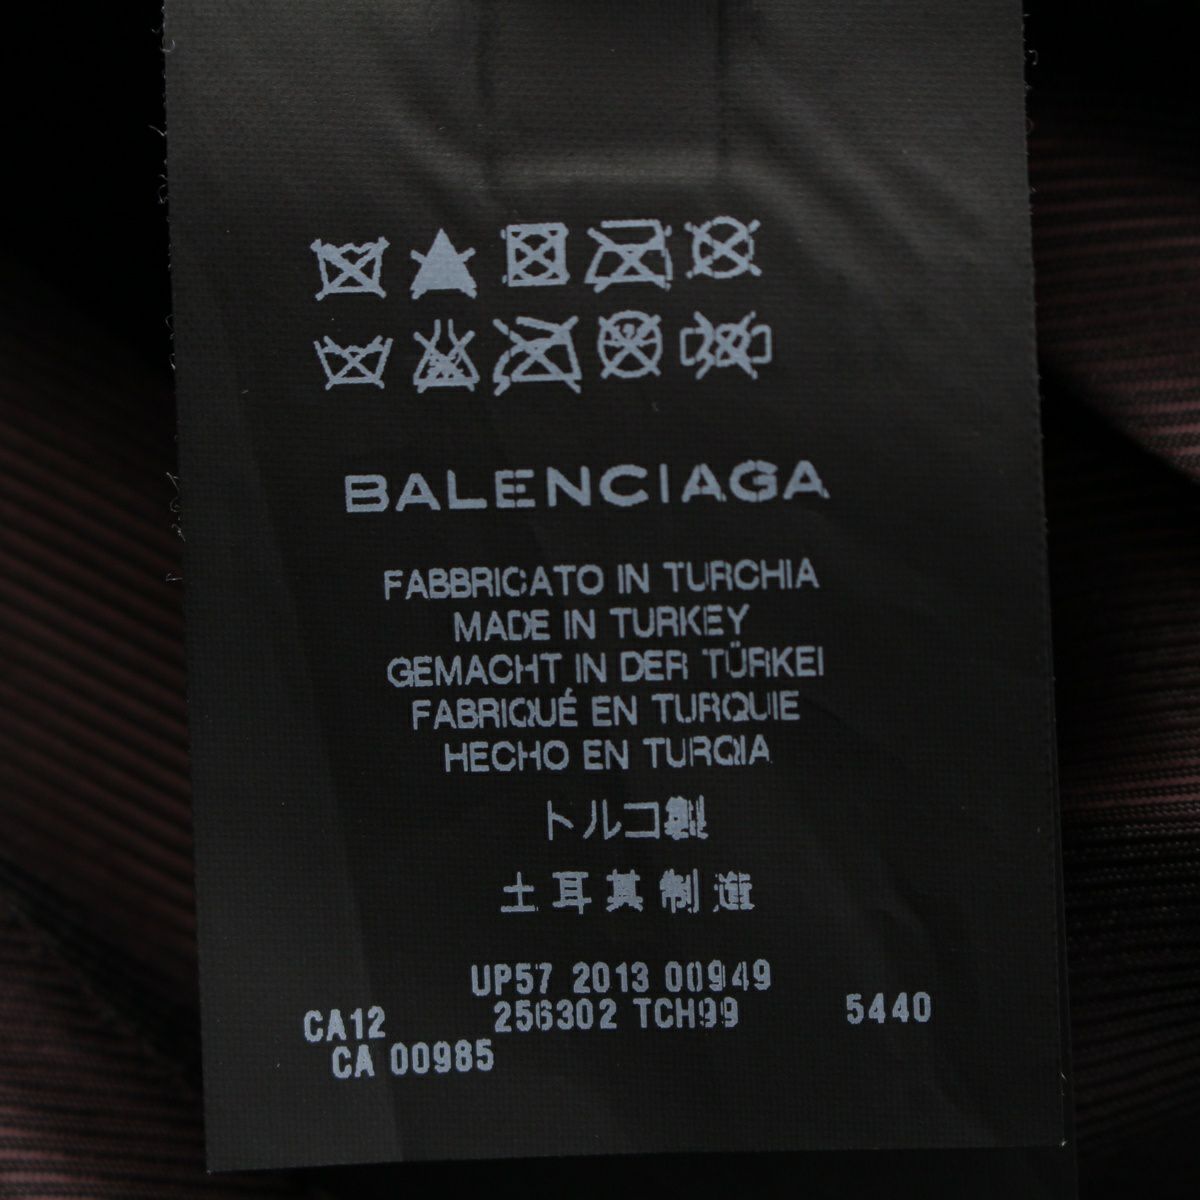 BALENCIAGA
FABBRICATO IN TURCHIA
MADE IN TURKEY
GEMACHT IN DER TÜRKEI
FABRIQUÉ EN TURQUIE
HECHO EN TURQIA
トルコ製
土耳其制造
UP57 2013 00949
CA12 256302 TCH99 5440
CA 00985